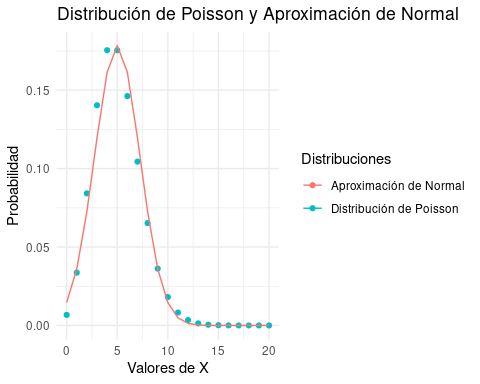 Distribución de Poisson y Aproximación de Normal
Probabilidad
0.15
0.10
0.05
0.00
0
5
10
15
20
Valores de X
Distribuciones
Aproximación de Normal
Distribución de Poisson